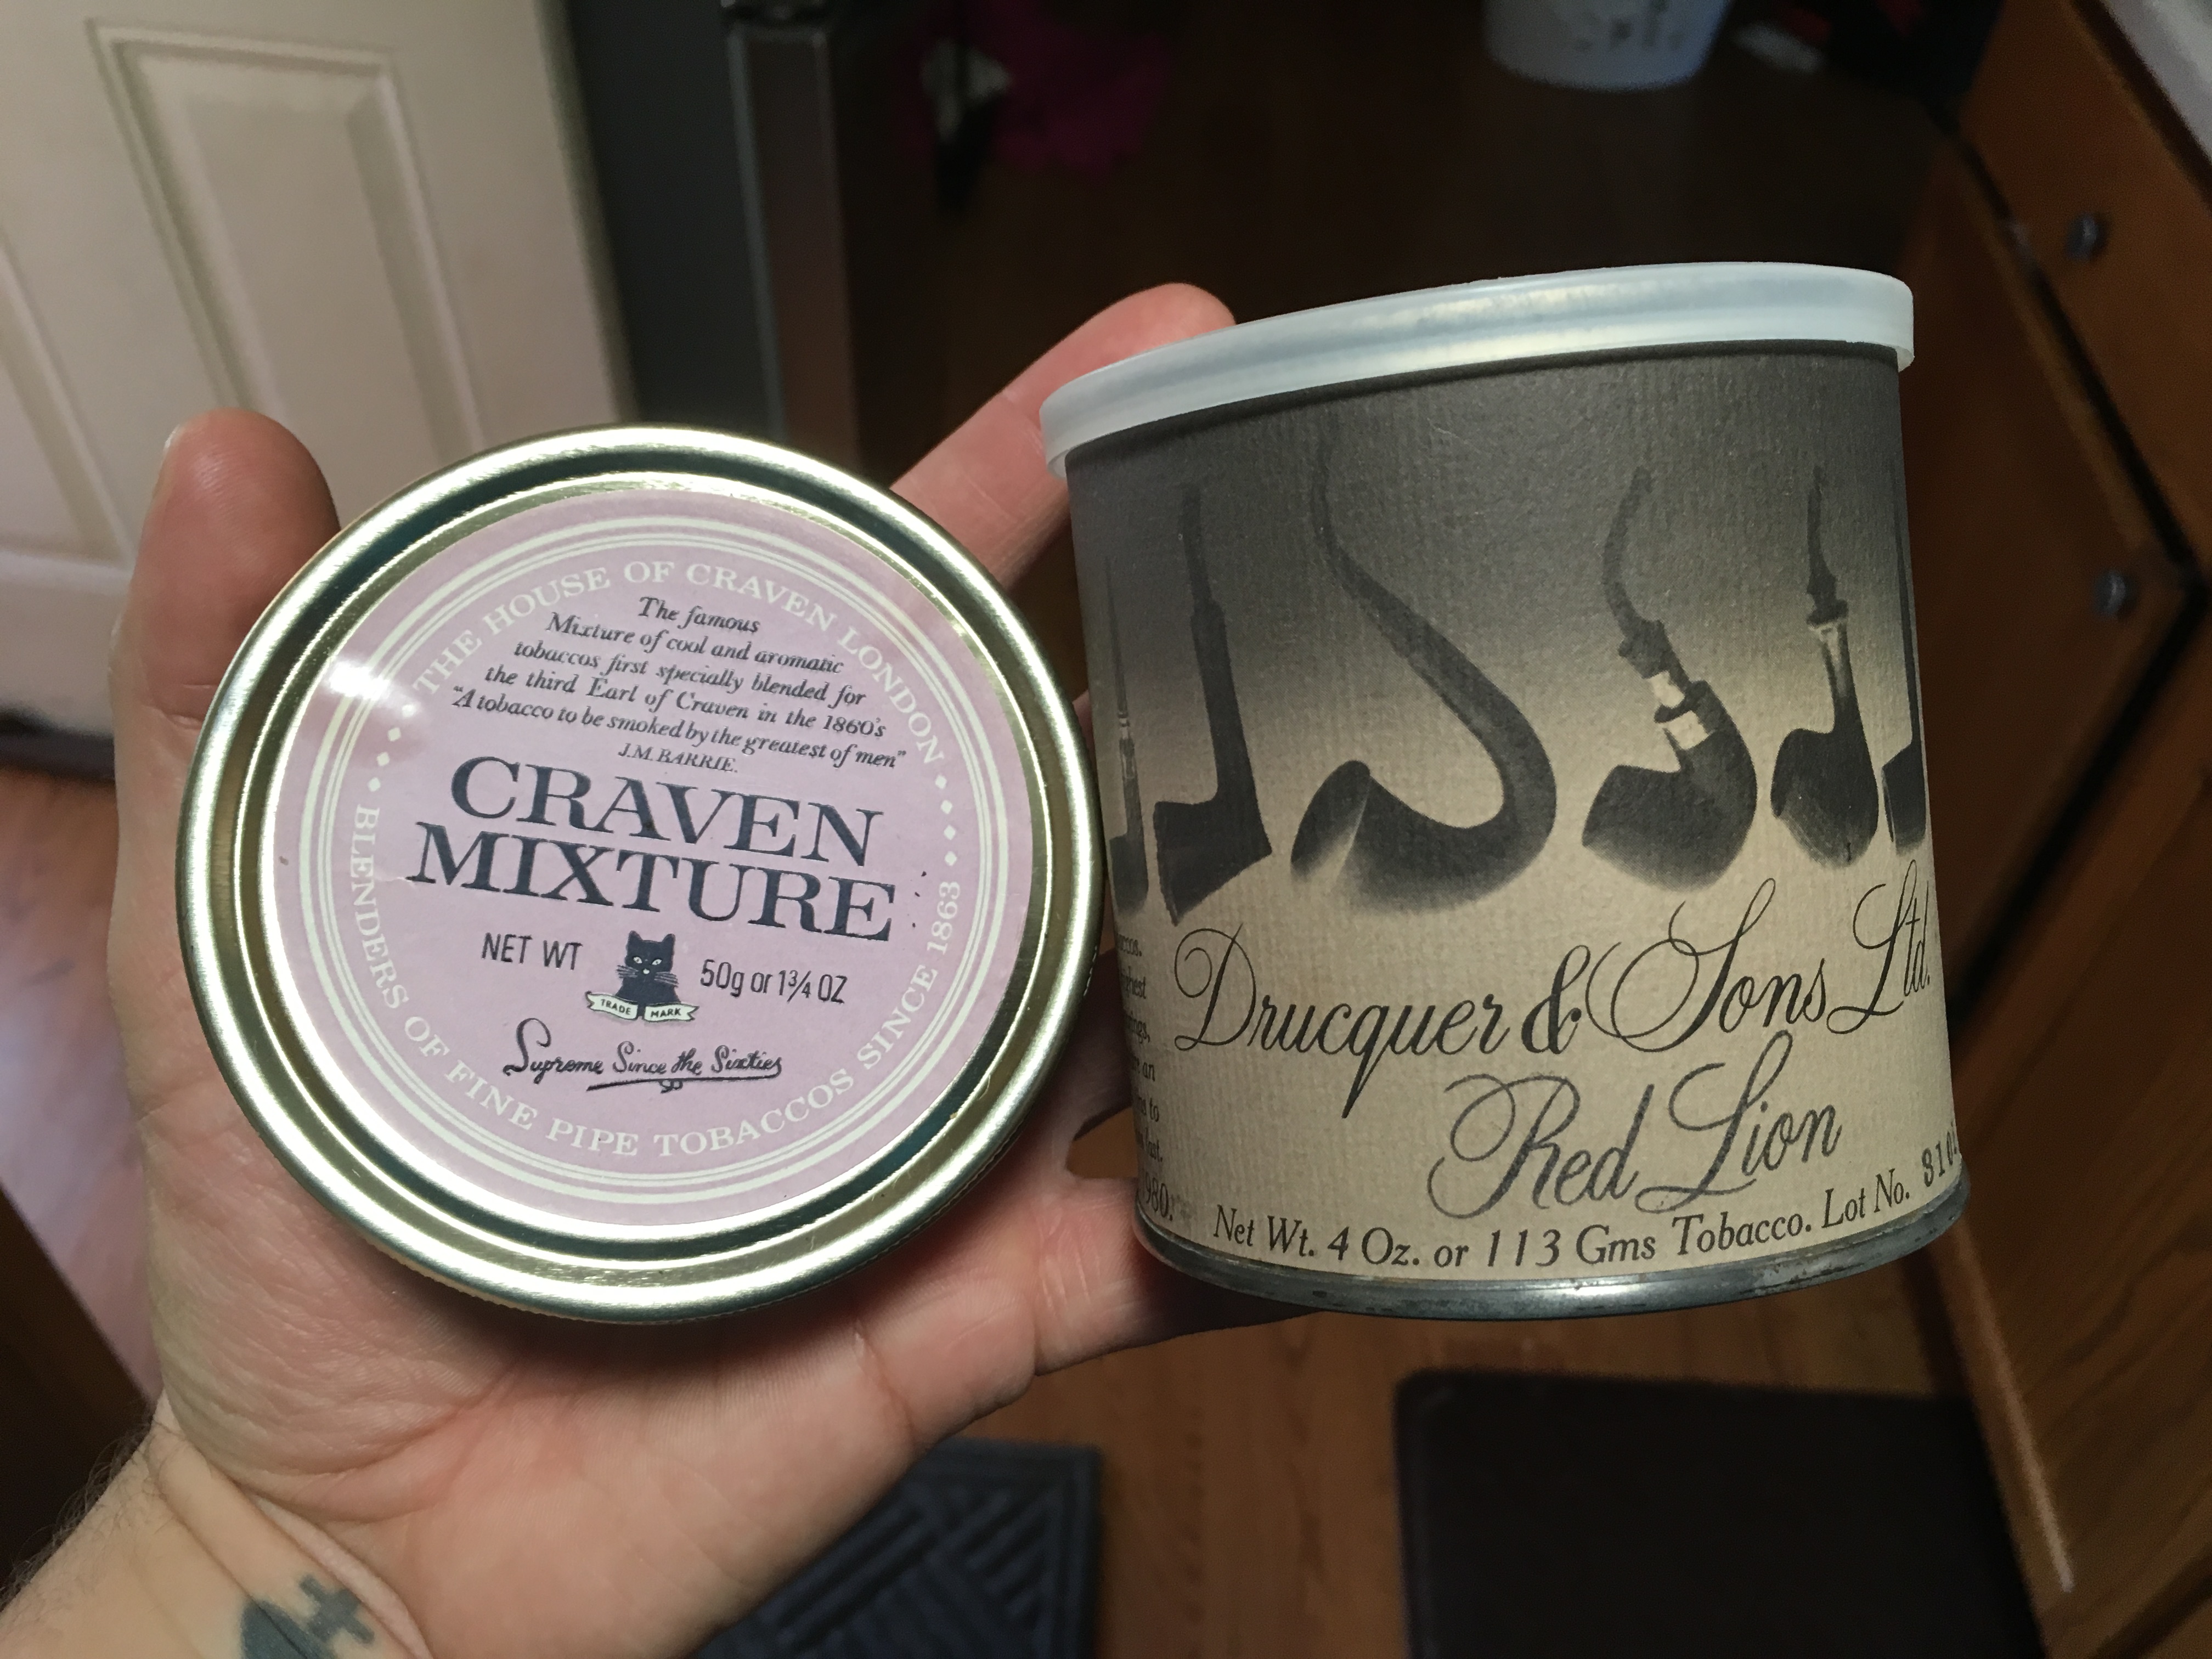 THE HOUSE OF CRAVEN LONDON
The famous
Mixture of cool and aromatic
tobaccos first specially blended for
the third Earl of Craven in the 1860's
"A tobacco to be smoked by the greatest of men"
J.M. BARRIE.
CRAVEN
MIXTURE
NET WT 50g or 1¾ OZ
TRADE MARK
Supreme Since the Sixties
BLENDERS OF FINE PIPE TOBACCOS SINCE 1863
Drucquer & Sons Ltd.
Red Lion
Net Wt. 4 Oz. or 113 Gms Tobacco. Lot No.